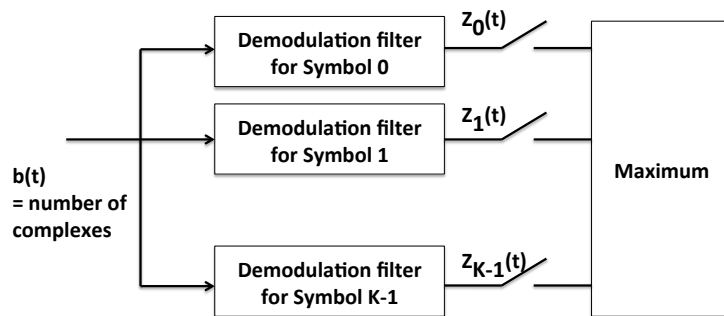 Demodulation filter
for Symbol 0
Z0(t)
Demodulation filter
for Symbol 1
Z1(t)
b(t)
= number of
complexes
Maximum
Demodulation filter
for Symbol K-1
ZK-1(t)